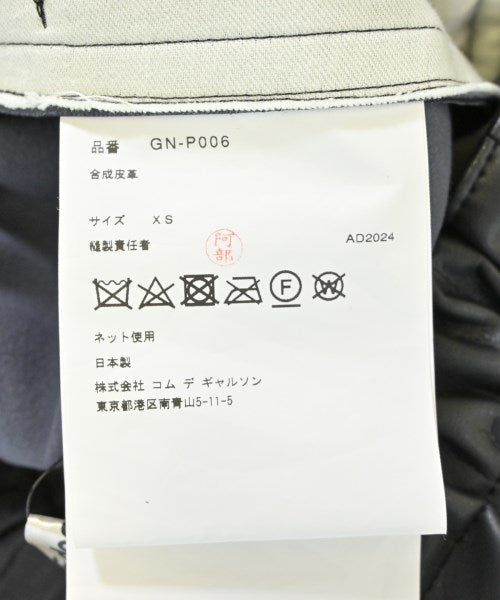 品番 GN-P006
合成皮革
サイズ XS
縫製責任者 阿部 AD2024
F W
ネット使用
日本製
株式会社 コム デ ギャルソン
東京都港区南青山5-11-5